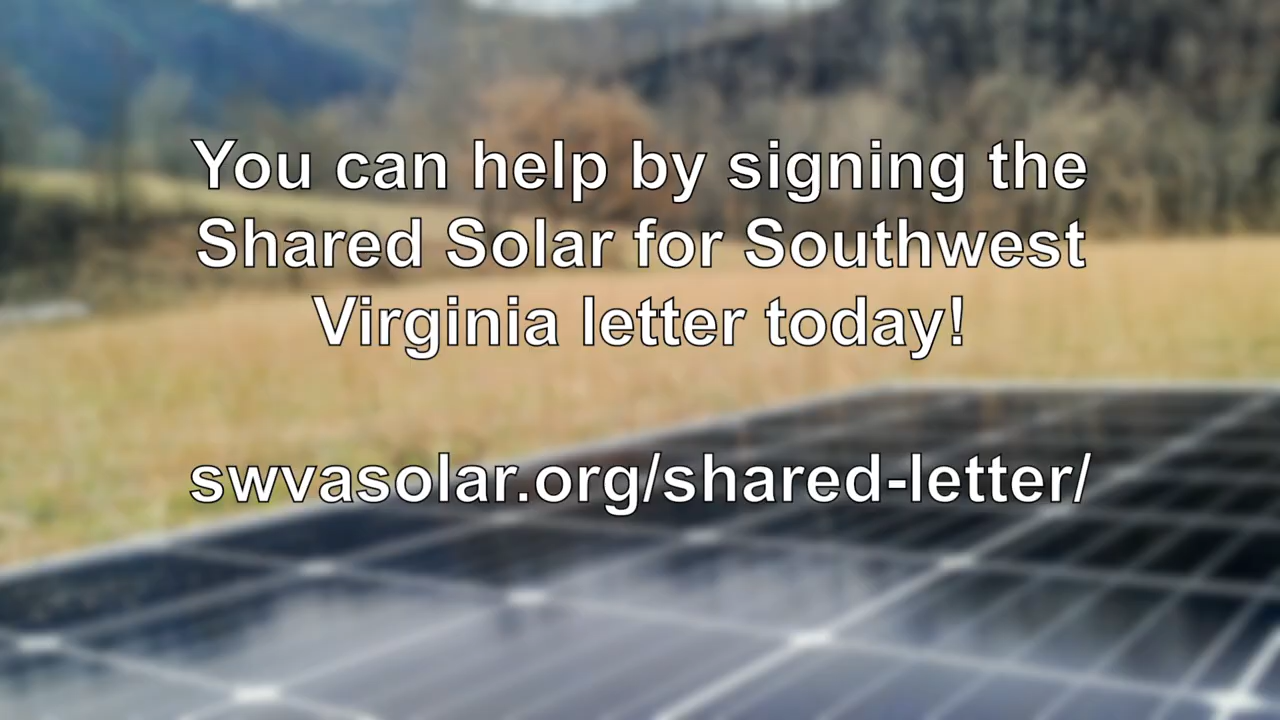 You can help by signing the
Shared Solar for Southwest
Virginia letter today!
swvasolar.org/shared-letter/